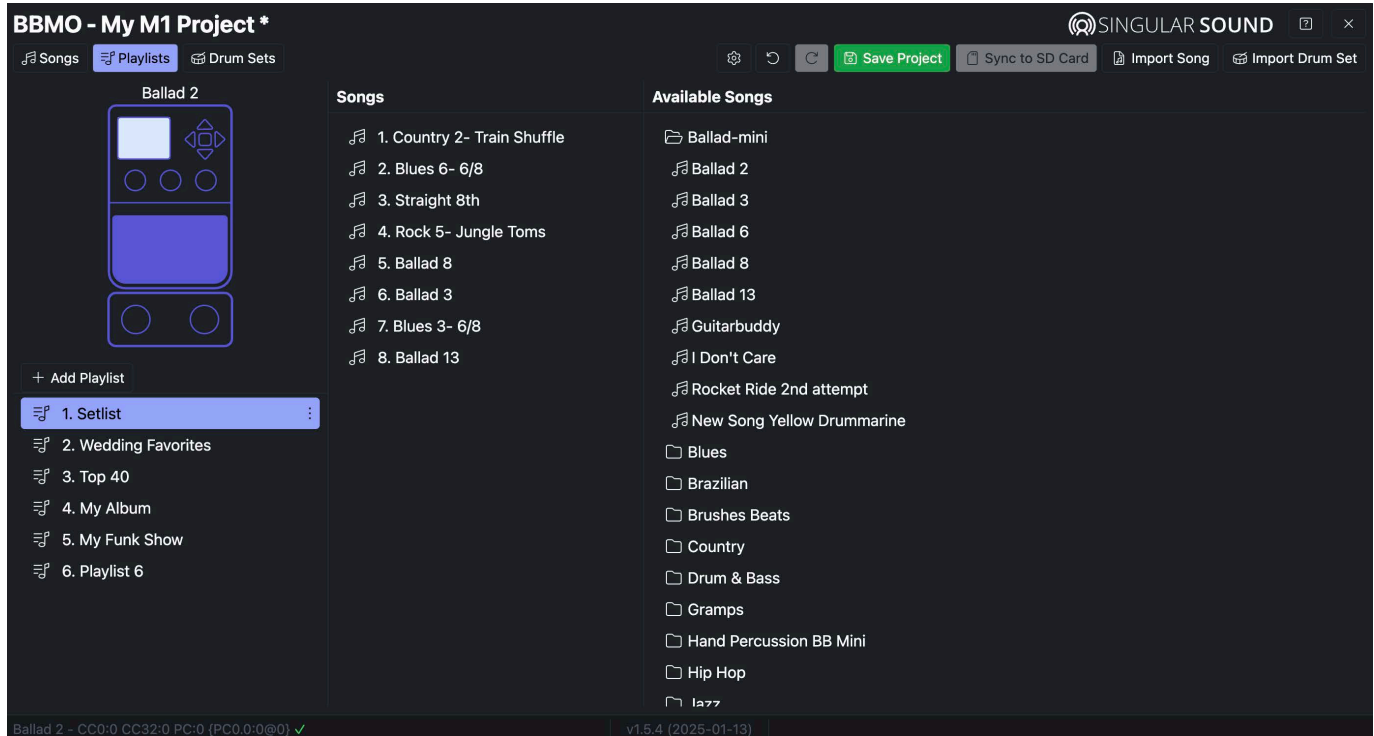 BBMO - My M1 Project *
SINGULAR SOUND
?
Songs
Playlists
Drum Sets
Save Project
Sync to SD Card
Import Song
Import Drum Set
Ballad 2
Add Playlist
1. Setlist
2. Wedding Favorites
3. Top 40
4. My Album
5. My Funk Show
6. Playlist 6
Songs
1. Country 2- Train Shuffle
2. Blues 6- 6/8
3. Straight 8th
4. Rock 5- Jungle Toms
5. Ballad 8
6. Ballad 3
7. Blues 3- 6/8
8. Ballad 13
Available Songs
Ballad-mini
Ballad 2
Ballad 3
Ballad 6
Ballad 8
Ballad 13
Guitarbuddy
I Don't Care
Rocket Ride 2nd attempt
New Song Yellow Drummarine
Blues
Brazilian
Brushes Beats
Country
Drum & Bass
Gramps
Hand Percussion BB Mini
Hip Hop
Jazz
Ballad 2 - CC0:0 CC32:0 PC:0 {PC0.0:0@0} ✓
v1.5.4 (2025-01-13)